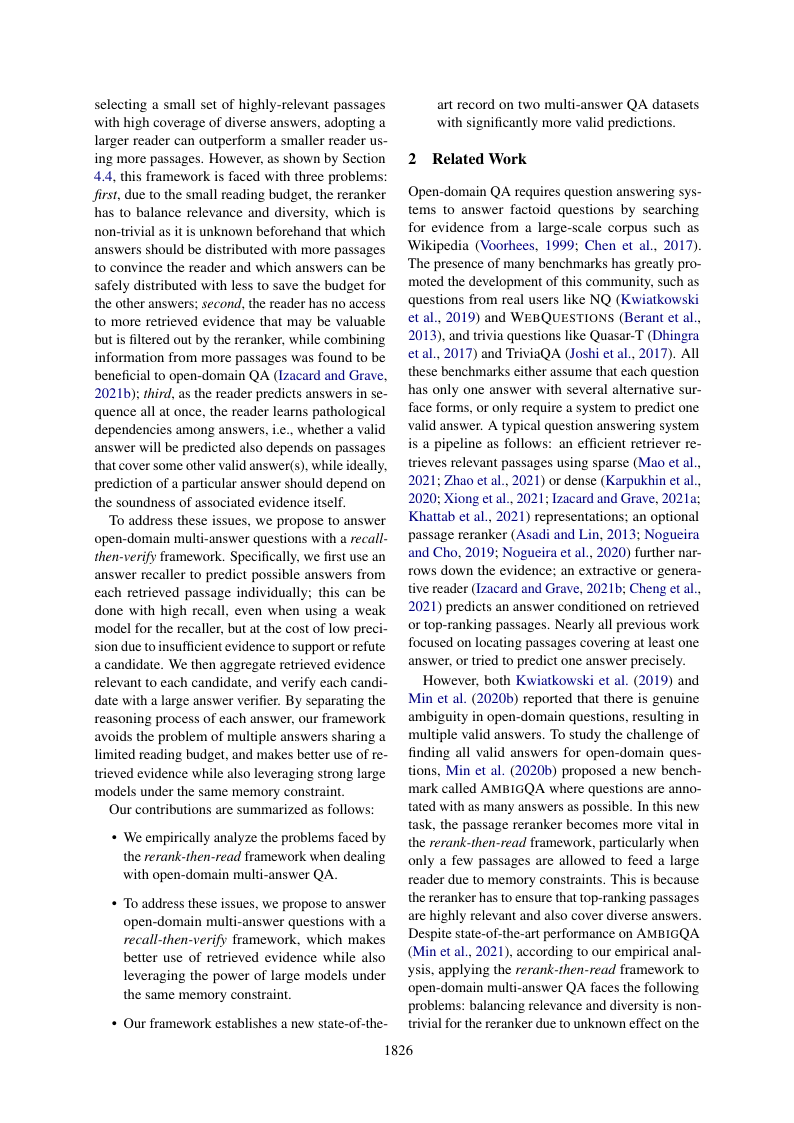 selecting a small set of highly-relevant passages
with high coverage of diverse answers, adopting a
larger reader can outperform a smaller reader us-
ing more passages. However, as shown by Section
4.4, this framework is faced with three problems:
first, due to the small reading budget, the reranker
has to balance relevance and diversity, which is
non-trivial as it is unknown beforehand that which
answers should be distributed with more passages
to convince the reader and which answers can be
safely distributed with less to save the budget for
the other answers; second, the reader has no access
to more retrieved evidence that may be valuable
but is filtered out by the reranker, while combining
information from more passages was found to be
beneficial to open-domain QA (Izacard and Grave,
2021b); third, as the reader predicts answers in se-
quence all at once, the reader learns pathological
dependencies among answers, i.e., whether a valid
answer will be predicted also depends on passages
that cover some other valid answer(s), while ideally,
prediction of a particular answer should depend on
the soundness of associated evidence itself.
To address these issues, we propose to answer
open-domain multi-answer questions with a recall-
then-verify framework. Specifically, we first use an
answer recaller to predict possible answers from
each retrieved passage individually; this can be
done with high recall, even when using a weak
model for the recaller, but at the cost of low preci-
sion due to insufficient evidence to support or refute
a candidate. We then aggregate retrieved evidence
relevant to each candidate, and verify each candi-
date with a large answer verifier. By separating the
reasoning process of each answer, our framework
avoids the problem of multiple answers sharing a
limited reading budget, and makes better use of re-
trieved evidence while also leveraging strong large
models under the same memory constraint.
Our contributions are summarized as follows:
• We empirically analyze the problems faced by
the rerank-then-read framework when dealing
with open-domain multi-answer QA.
• To address these issues, we propose to answer
open-domain multi-answer questions with a
recall-then-verify framework, which makes
better use of retrieved evidence while also
leveraging the power of large models under
the same memory constraint.
• Our framework establishes a new state-of-the-
art record on two multi-answer QA datasets
with significantly more valid predictions.
2 Related Work
Open-domain QA requires question answering sys-
tems to answer factoid questions by searching
for evidence from a large-scale corpus such as
Wikipedia (Voorhees, 1999; Chen et al., 2017).
The presence of many benchmarks has greatly pro-
moted the development of this community, such as
questions from real users like NQ (Kwiatkowski
et al., 2019) and WEBQUESTIONS (Berant et al.,
2013), and trivia questions like Quasar-T (Dhingra
et al., 2017) and TriviaQA (Joshi et al., 2017). All
these benchmarks either assume that each question
has only one answer with several alternative sur-
face forms, or only require a system to predict one
valid answer. A typical question answering system
is a pipeline as follows: an efficient retriever re-
trieves relevant passages using sparse (Mao et al.,
2021; Zhao et al., 2021) or dense (Karpukhin et al.,
2020; Xiong et al., 2021; Izacard and Grave, 2021a;
Khattab et al., 2021) representations; an optional
passage reranker (Asadi and Lin, 2013; Nogueira
and Cho, 2019; Nogueira et al., 2020) further nar-
rows down the evidence; an extractive or genera-
tive reader (Izacard and Grave, 2021b; Cheng et al.,
2021) predicts an answer conditioned on retrieved
or top-ranking passages. Nearly all previous work
focused on locating passages covering at least one
answer, or tried to predict one answer precisely.
However, both Kwiatkowski et al. (2019) and
Min et al. (2020b) reported that there is genuine
ambiguity in open-domain questions, resulting in
multiple valid answers. To study the challenge of
finding all valid answers for open-domain ques-
tions, Min et al. (2020b) proposed a new bench-
mark called AMBIGQA where questions are anno-
tated with as many answers as possible. In this new
task, the passage reranker becomes more vital in
the rerank-then-read framework, particularly when
only a few passages are allowed to feed a large
reader due to memory constraints. This is because
the reranker has to ensure that top-ranking passages
are highly relevant and also cover diverse answers.
Despite state-of-the-art performance on AMBIGQA
(Min et al., 2021), according to our empirical anal-
ysis, applying the rerank-then-read framework to
open-domain multi-answer QA faces the following
problems: balancing relevance and diversity is non-
trivial for the reranker due to unknown effect on the
1826